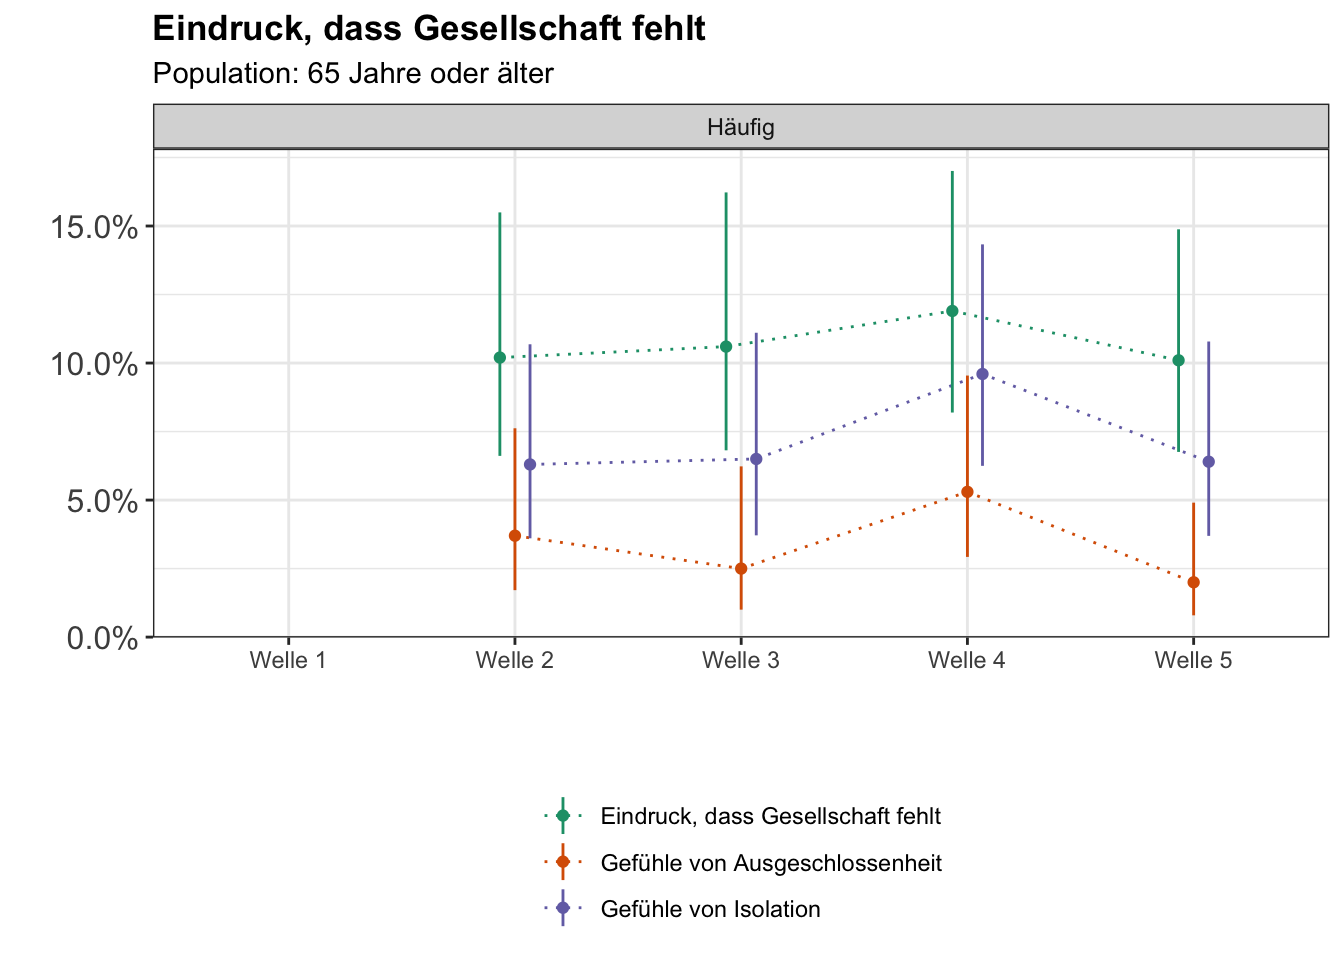 Eindruck, dass Gesellschaft fehlt
Population: 65 Jahre oder älter
Häufig
15.0%
10.0%
5.0%
0.0%
Welle 1 Welle 2 Welle 3 Welle 4 Welle 5
Eindruck, dass Gesellschaft fehlt
Gefühle von Ausgeschlossenheit
Gefühle von Isolation